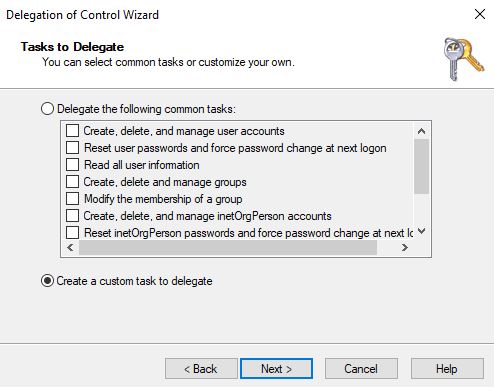 Delegation of Control Wizard
Tasks to Delegate
You can select common tasks or customize your own.
Delegate the following common tasks:
Create, delete, and manage user accounts
Reset user passwords and force password change at next logon
Read all user information
Create, delete and manage groups
Modify the membership of a group
Create, delete, and manage inetOrgPerson accounts
Reset inetOrgPerson passwords and force password change at next
Create a custom task to delegate
< Back
Next >
Cancel
Help